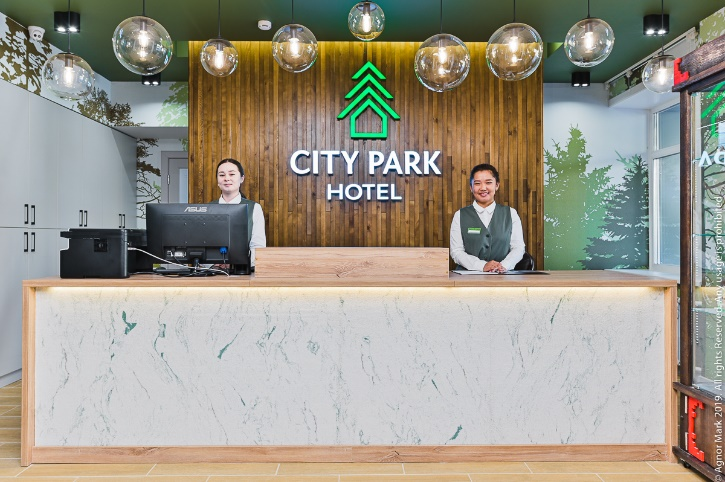 CITY PARK
HOTEL
ASUS
© Agnor Mark 2019. All rights Reserved. Any usage is prohibited